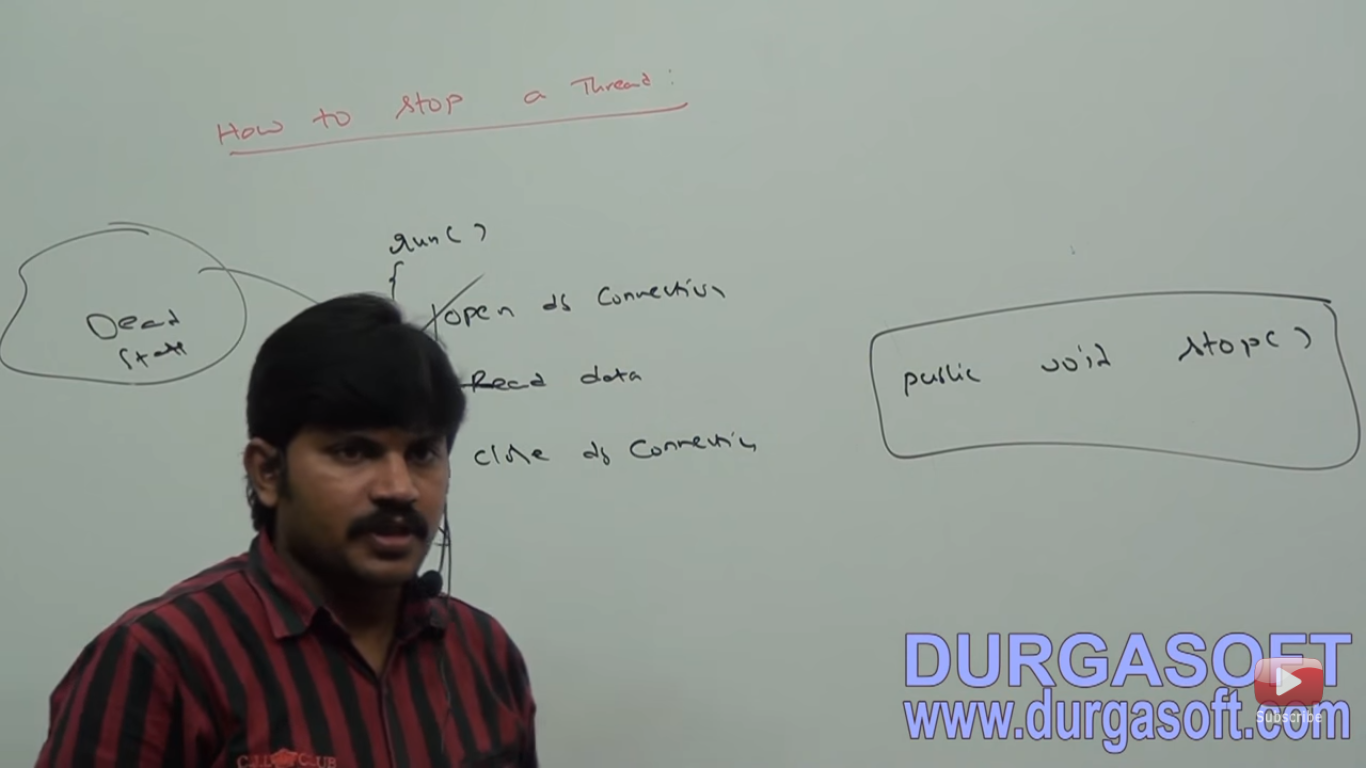 How to stop a Thread:
run( )
{
open db Connection
Read data
close db Connection
Dead
State
public void stop( )
DURGASOFT
www.durgasoft.com
Subscribe
CLUB